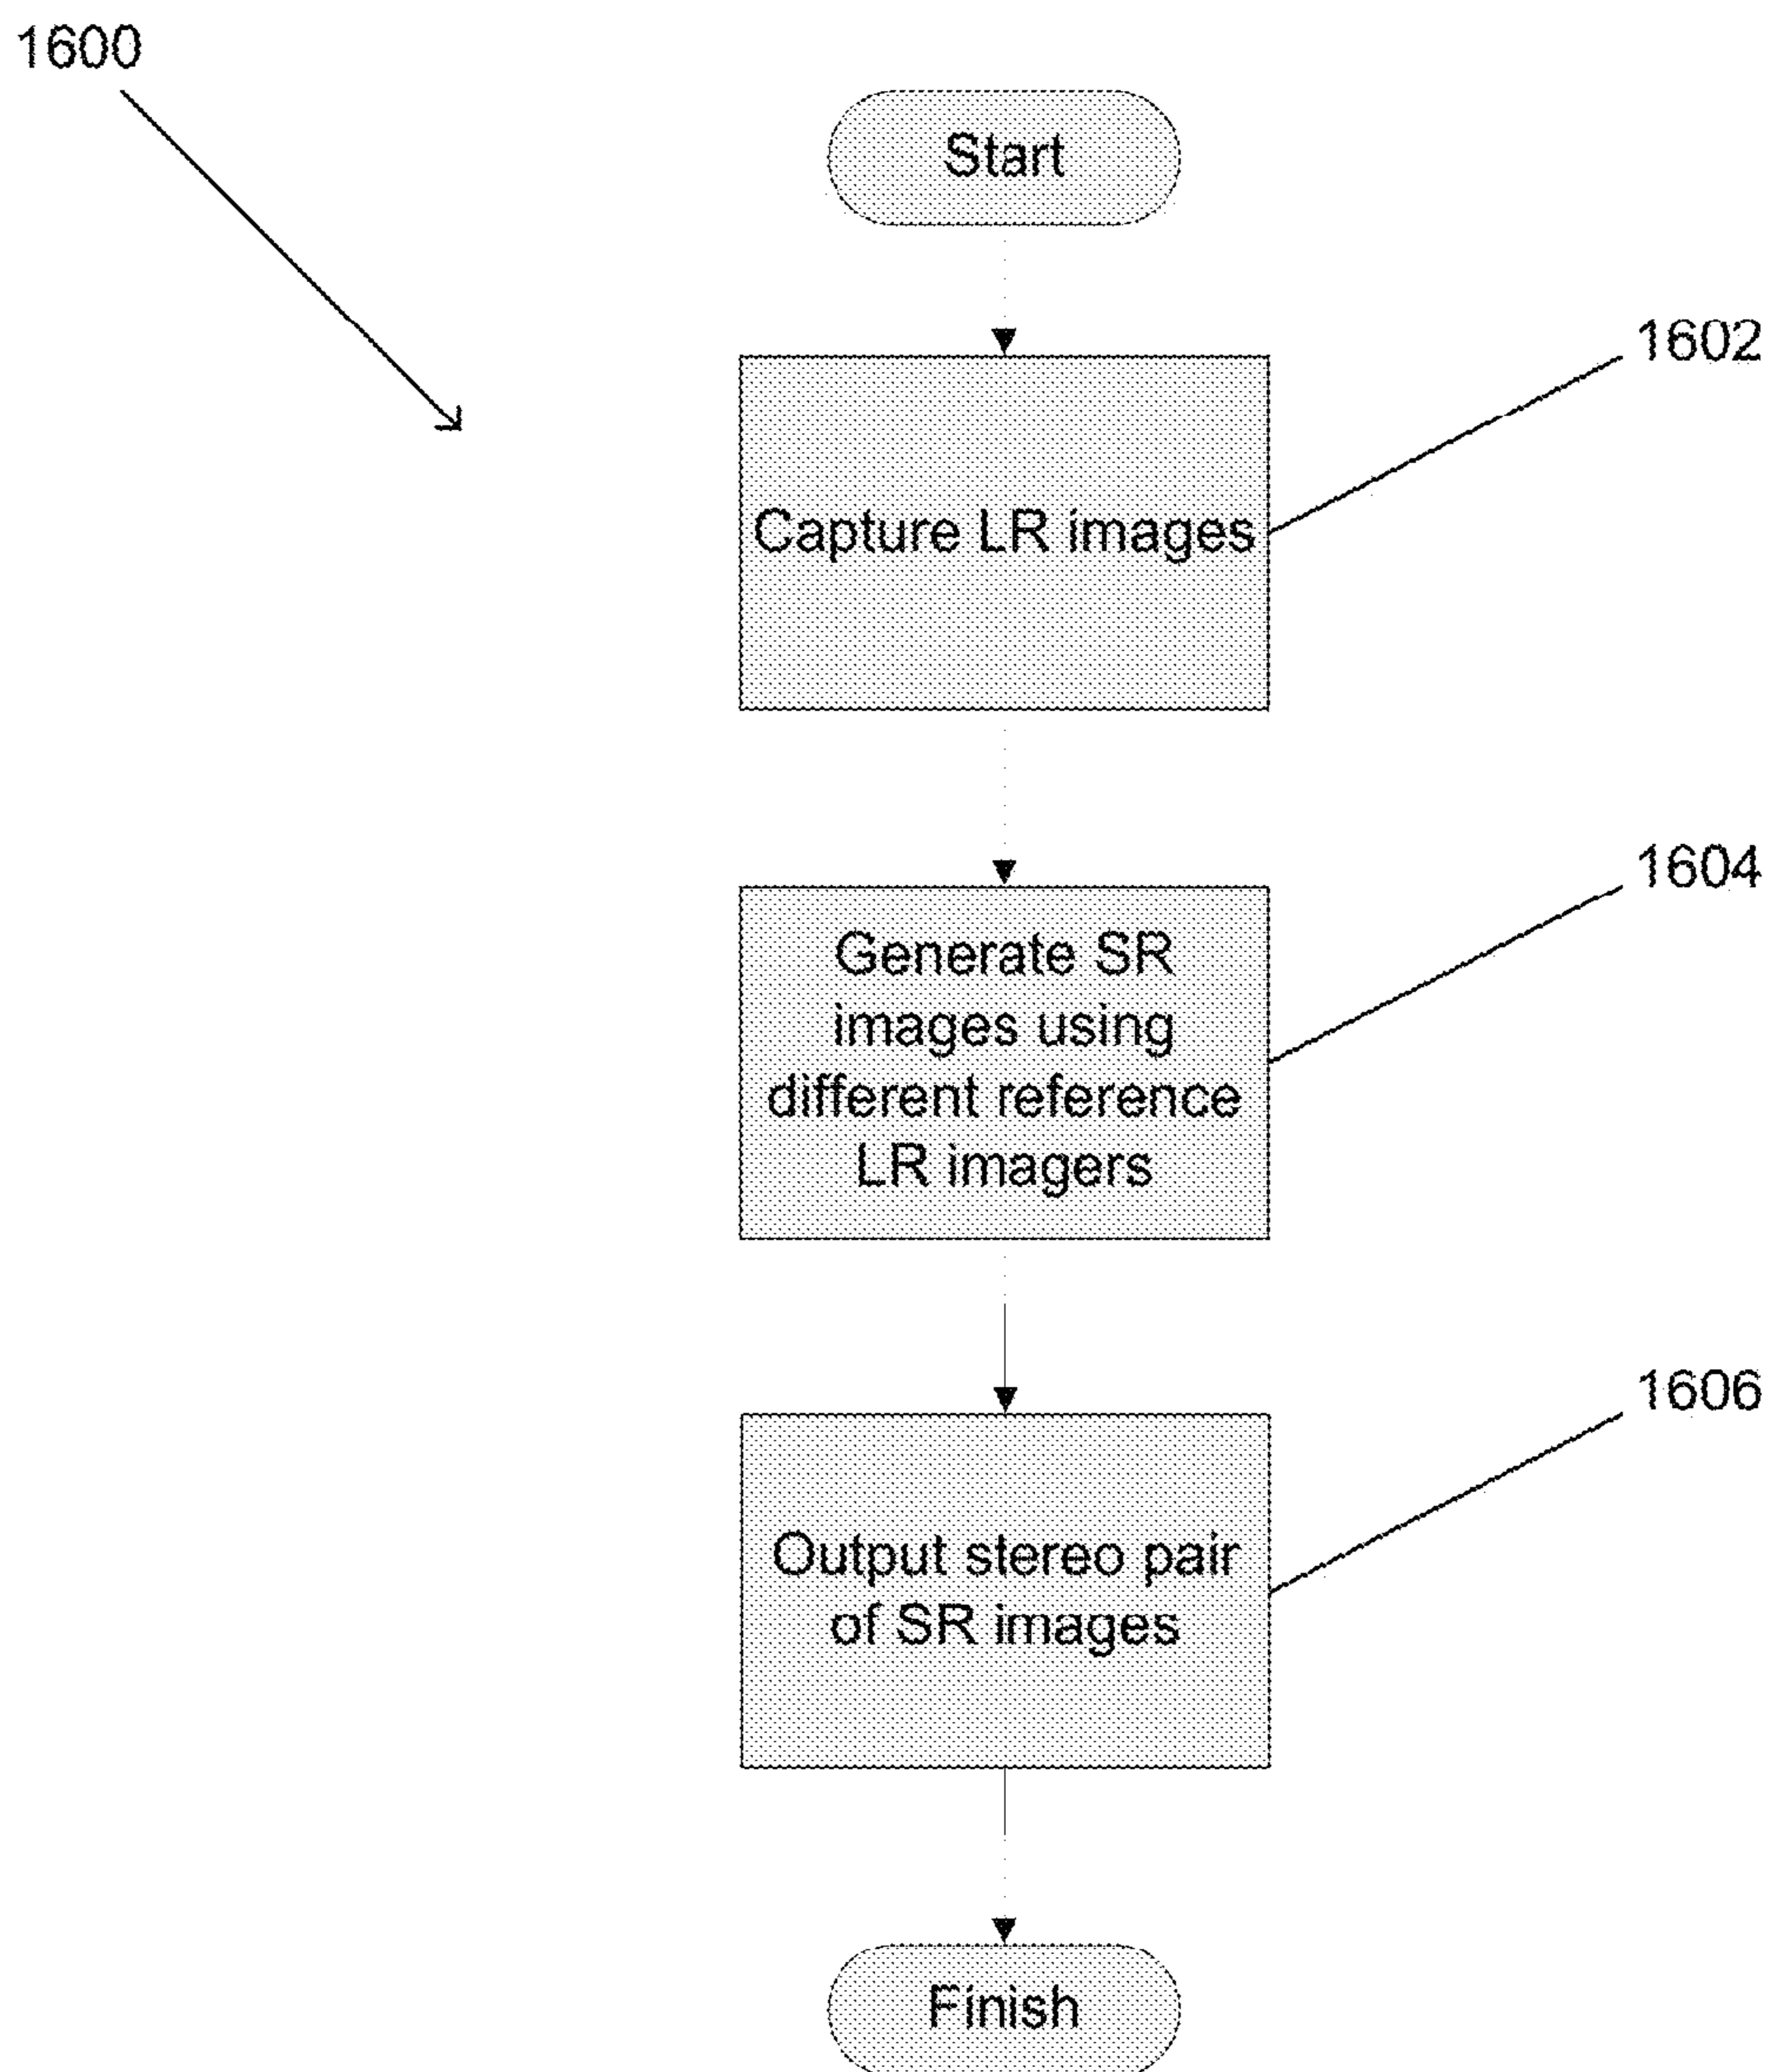 1600
Start
1602
Capture LR images
1604
Generate SR
images using
different reference
LR imagers
1606
Output stereo pair
of SR images
Finish